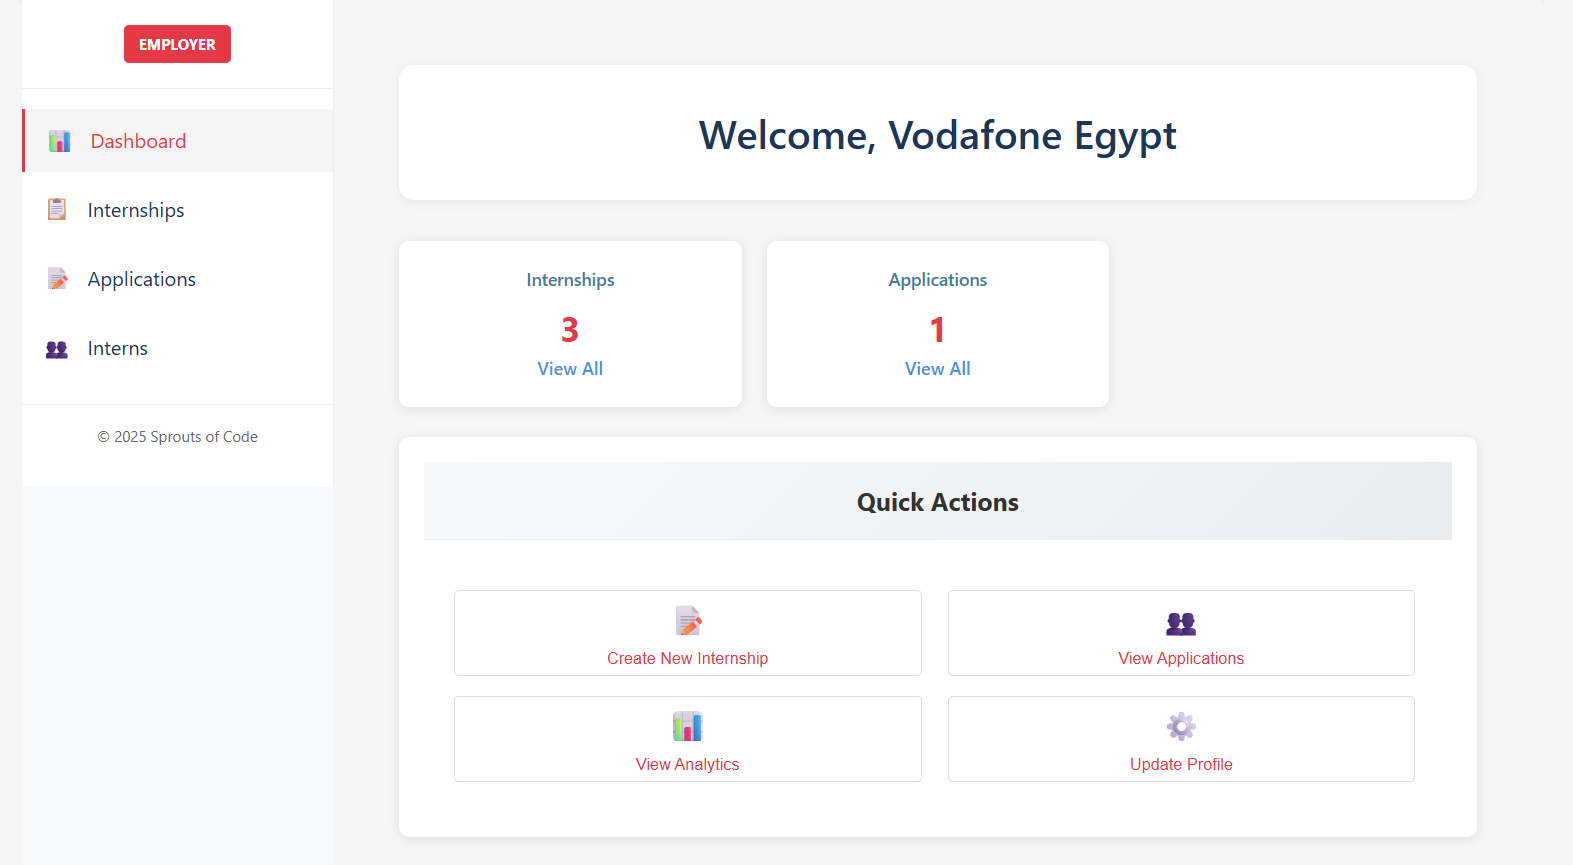 EMPLOYER
Dashboard
Internships
Applications
Interns
© 2025 Sprouts of Code
Welcome, Vodafone Egypt
Internships
3
View All
Applications
1
View All
Quick Actions
Create New Internship
View Applications
View Analytics
Update Profile